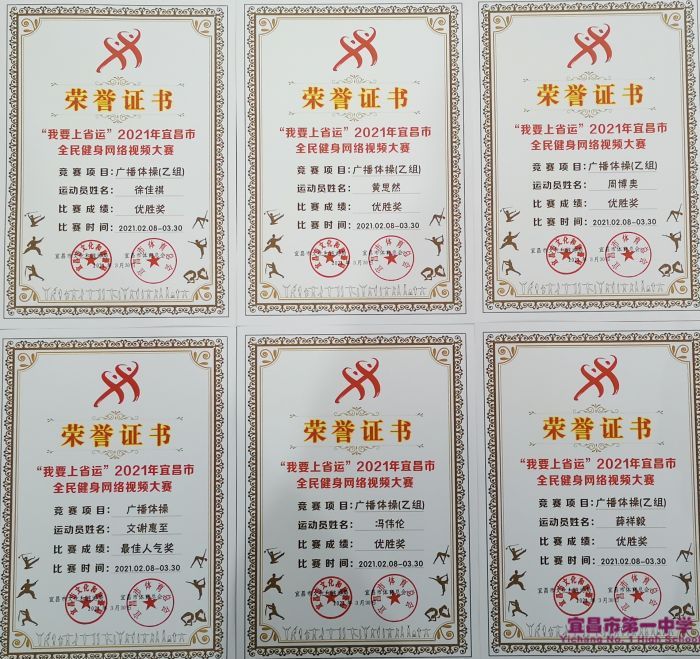 荣誉证书
“我要上省运”2021年宜昌市
全民健身网络视频大赛
竞赛项目：广播体操(乙组)
运动员姓名：徐佳祺
比赛成绩：优胜奖
比赛时间：2021.02.08-03.30
荣誉证书
“我要上省运”2021年宜昌市
全民健身网络视频大赛
竞赛项目：广播体操(乙组)
运动员姓名：黄思然
比赛成绩：优胜奖
比赛时间：2021.02.08-03.30
荣誉证书
“我要上省运”2021年宜昌市
全民健身网络视频大赛
竞赛项目：广播体操(乙组)
运动员姓名：周博奥
比赛成绩：优胜奖
比赛时间：2021.02.08-03.30
荣誉证书
“我要上省运”2021年宜昌市
全民健身网络视频大赛
竞赛项目：广播体操
运动员姓名：文谢惠至
比赛成绩：最佳人气奖
比赛时间：2021.02.08-03.30
荣誉证书
“我要上省运”2021年宜昌市
全民健身网络视频大赛
竞赛项目：广播体操(乙组)
运动员姓名：冯伟伦
比赛成绩：优胜奖
比赛时间：2021.02.08-03.30
荣誉证书
“我要上省运”2021年宜昌市
全民健身网络视频大赛
竞赛项目：广播体操(乙组)
运动员姓名：薛祥毅
比赛成绩：优胜奖
比赛时间：2021.02.08-03.30
宜昌市第一中学
Yichang No.1 High School